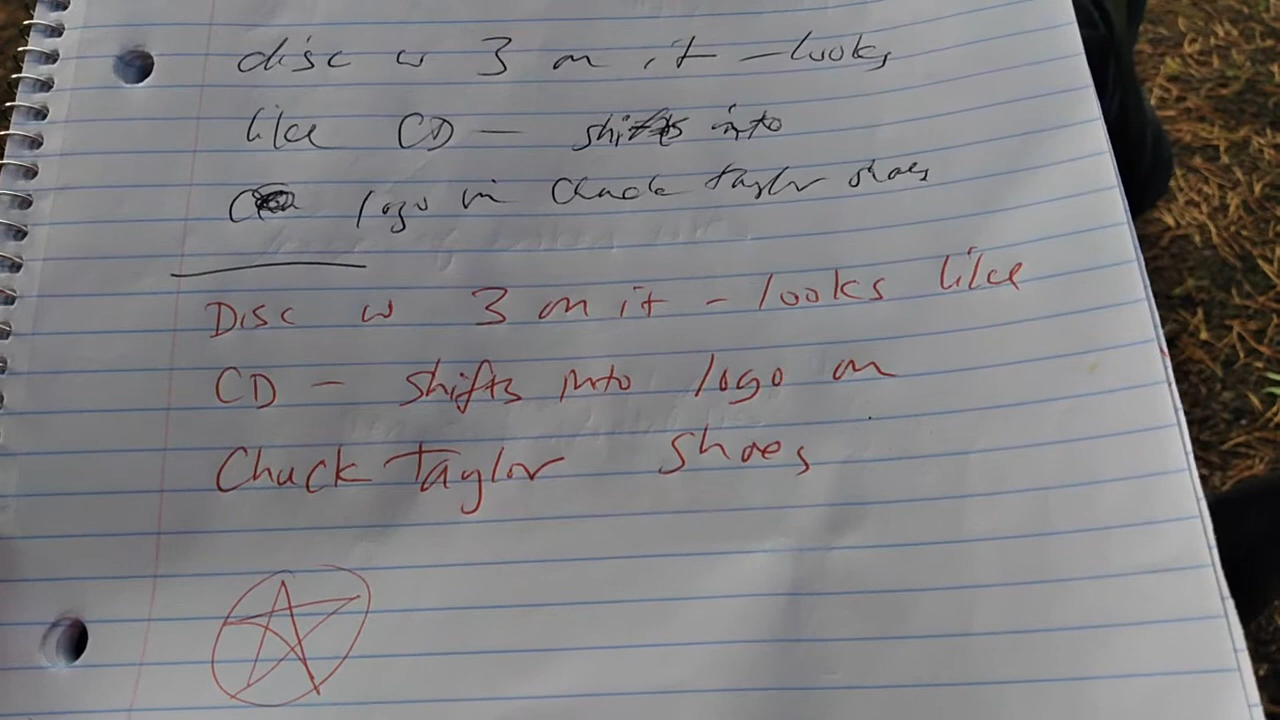 disc w 3 on it - looks
like CD - shifts into
logo in Chuck Taylor shoes
Disc w 3 on it - looks like
CD - shifts into logo on
Chuck Taylor shoes